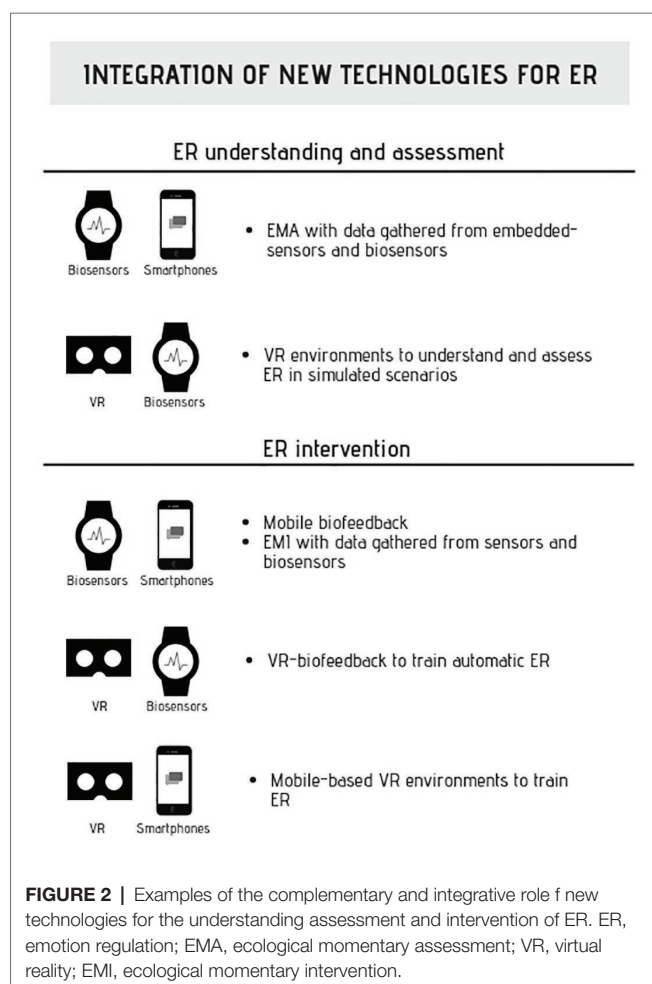 INTEGRATION OF NEW TECHNOLOGIES FOR ER
ER understanding and assessment
Biosensors Smartphones
• EMA with data gathered from embedded-
sensors and biosensors
VR Biosensors
• VR environments to understand and assess
ER in simulated scenarios
ER intervention
Biosensors Smartphones
• Mobile biofeedback
• EMI with data gathered from sensors and
biosensors
VR Biosensors
• VR-biofeedback to train automatic ER
VR Smartphones
• Mobile-based VR environments to train
ER
FIGURE 2 | Examples of the complementary and integrative role f new
technologies for the understanding assessment and intervention of ER. ER,
emotion regulation; EMA, ecological momentary assessment; VR, virtual
reality; EMI, ecological momentary intervention.